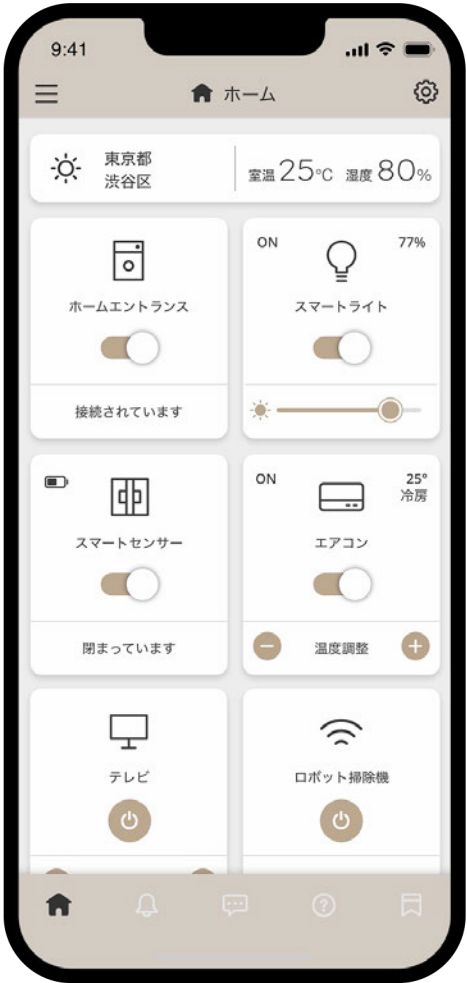 9:41
ホーム
東京都
渋谷区
室温 25℃ 湿度 80%
ホームエントランス
接続されています
ON 77%
スマートライト
スマートセンサー
閉まっています
ON 25°
冷房
エアコン
温度調整
テレビ
ロボット掃除機